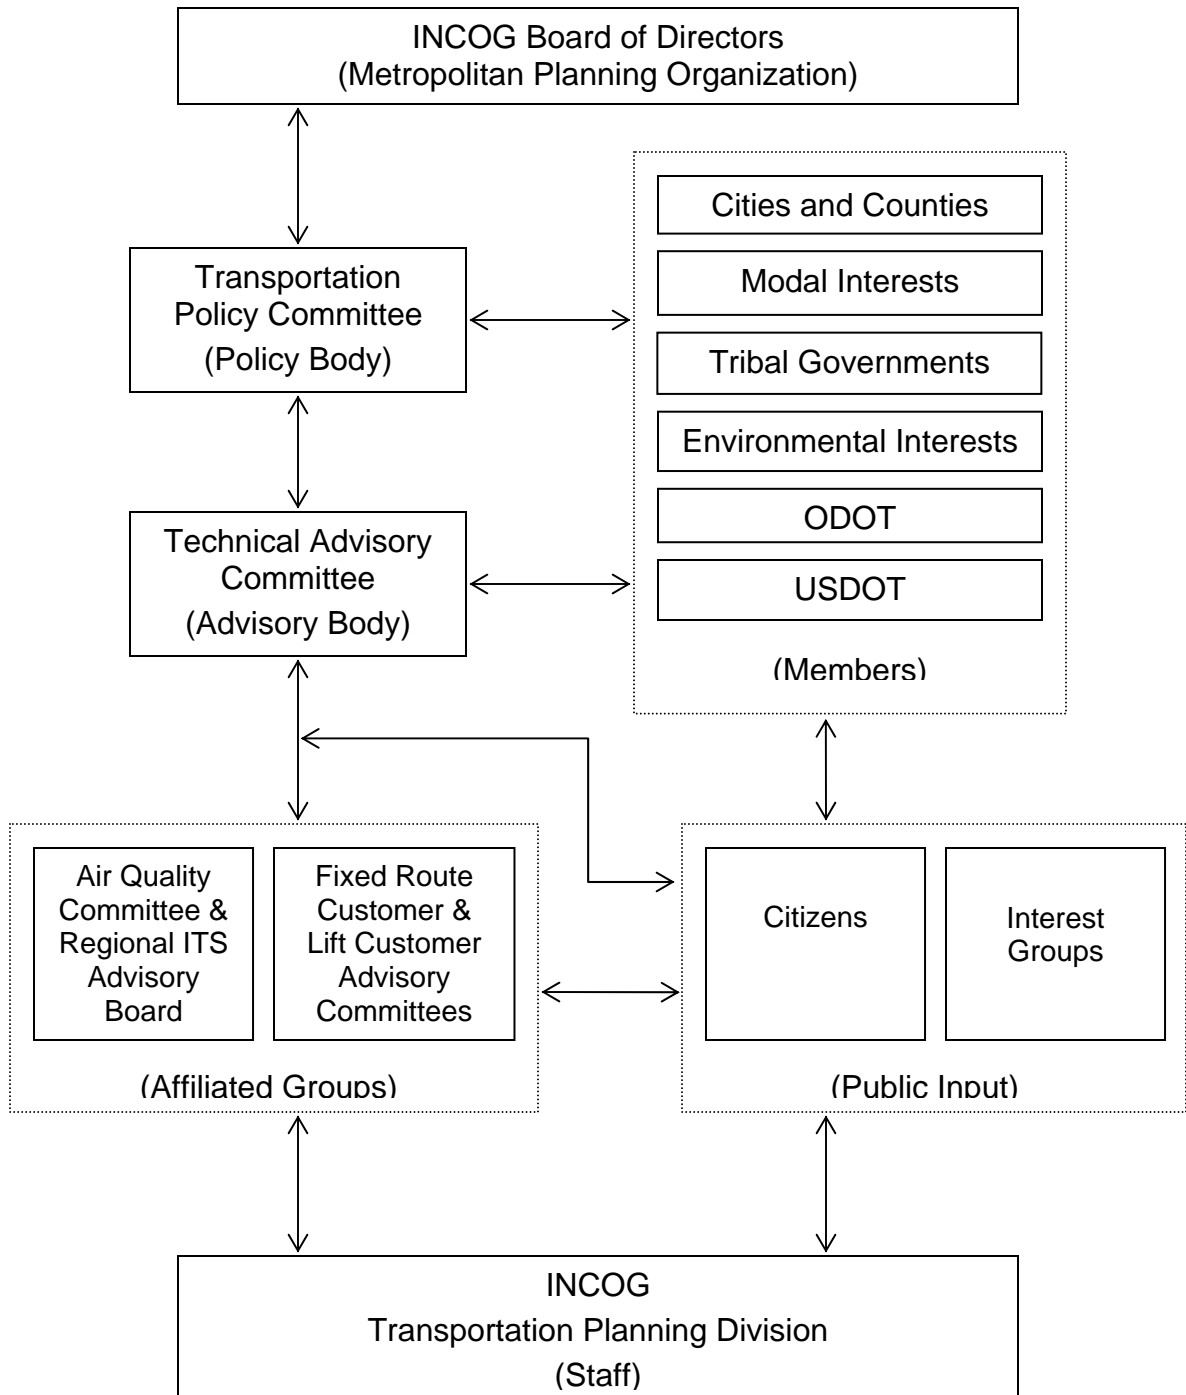 INCOG Board of Directors
(Metropolitan Planning Organization)
Transportation
Policy Committee
(Policy Body)
Cities and Counties
Modal Interests
Tribal Governments
Environmental Interests
ODOT
USDOT
(Members)
Technical Advisory
Committee
(Advisory Body)
Air Quality
Committee &
Regional ITS
Advisory
Board
Fixed Route
Customer &
Lift Customer
Advisory
Committees
(Affiliated Groups)
Citizens
Interest
Groups
(Public Input)
INCOG
Transportation Planning Division
(Staff)